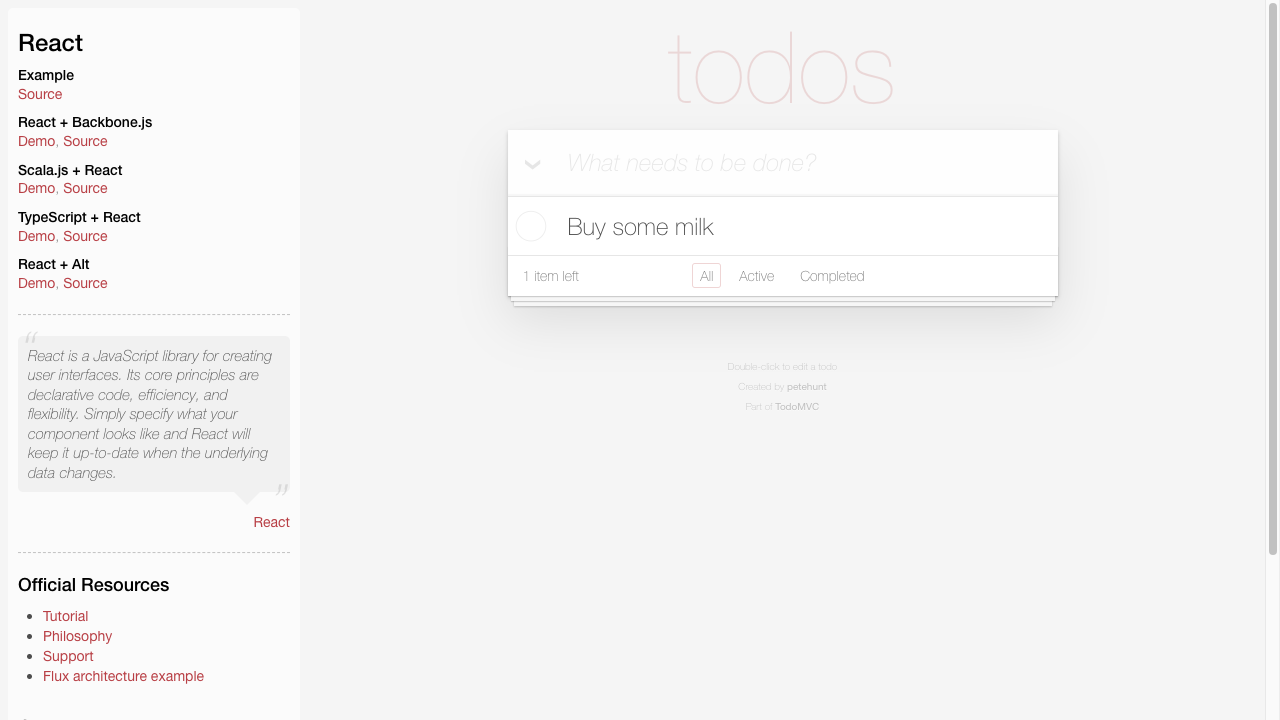 React
Example
Source
React + Backbone.js
Demo, Source
Scala.js + React
Demo, Source
TypeScript + React
Demo, Source
React + Alt
Demo, Source
“
React is a JavaScript library for creating
user interfaces. Its core principles are
declarative code, efficiency, and
flexibility. Simply specify what your
component looks like and React will
keep it up-to-date when the underlying
data changes.
”
React
Official Resources
Tutorial
Philosophy
Support
Flux architecture example
todos
What needs to be done?
Buy some milk
1 item left
All Active Completed
Double-click to edit a todo
Created by petehunt
Part of TodoMVC